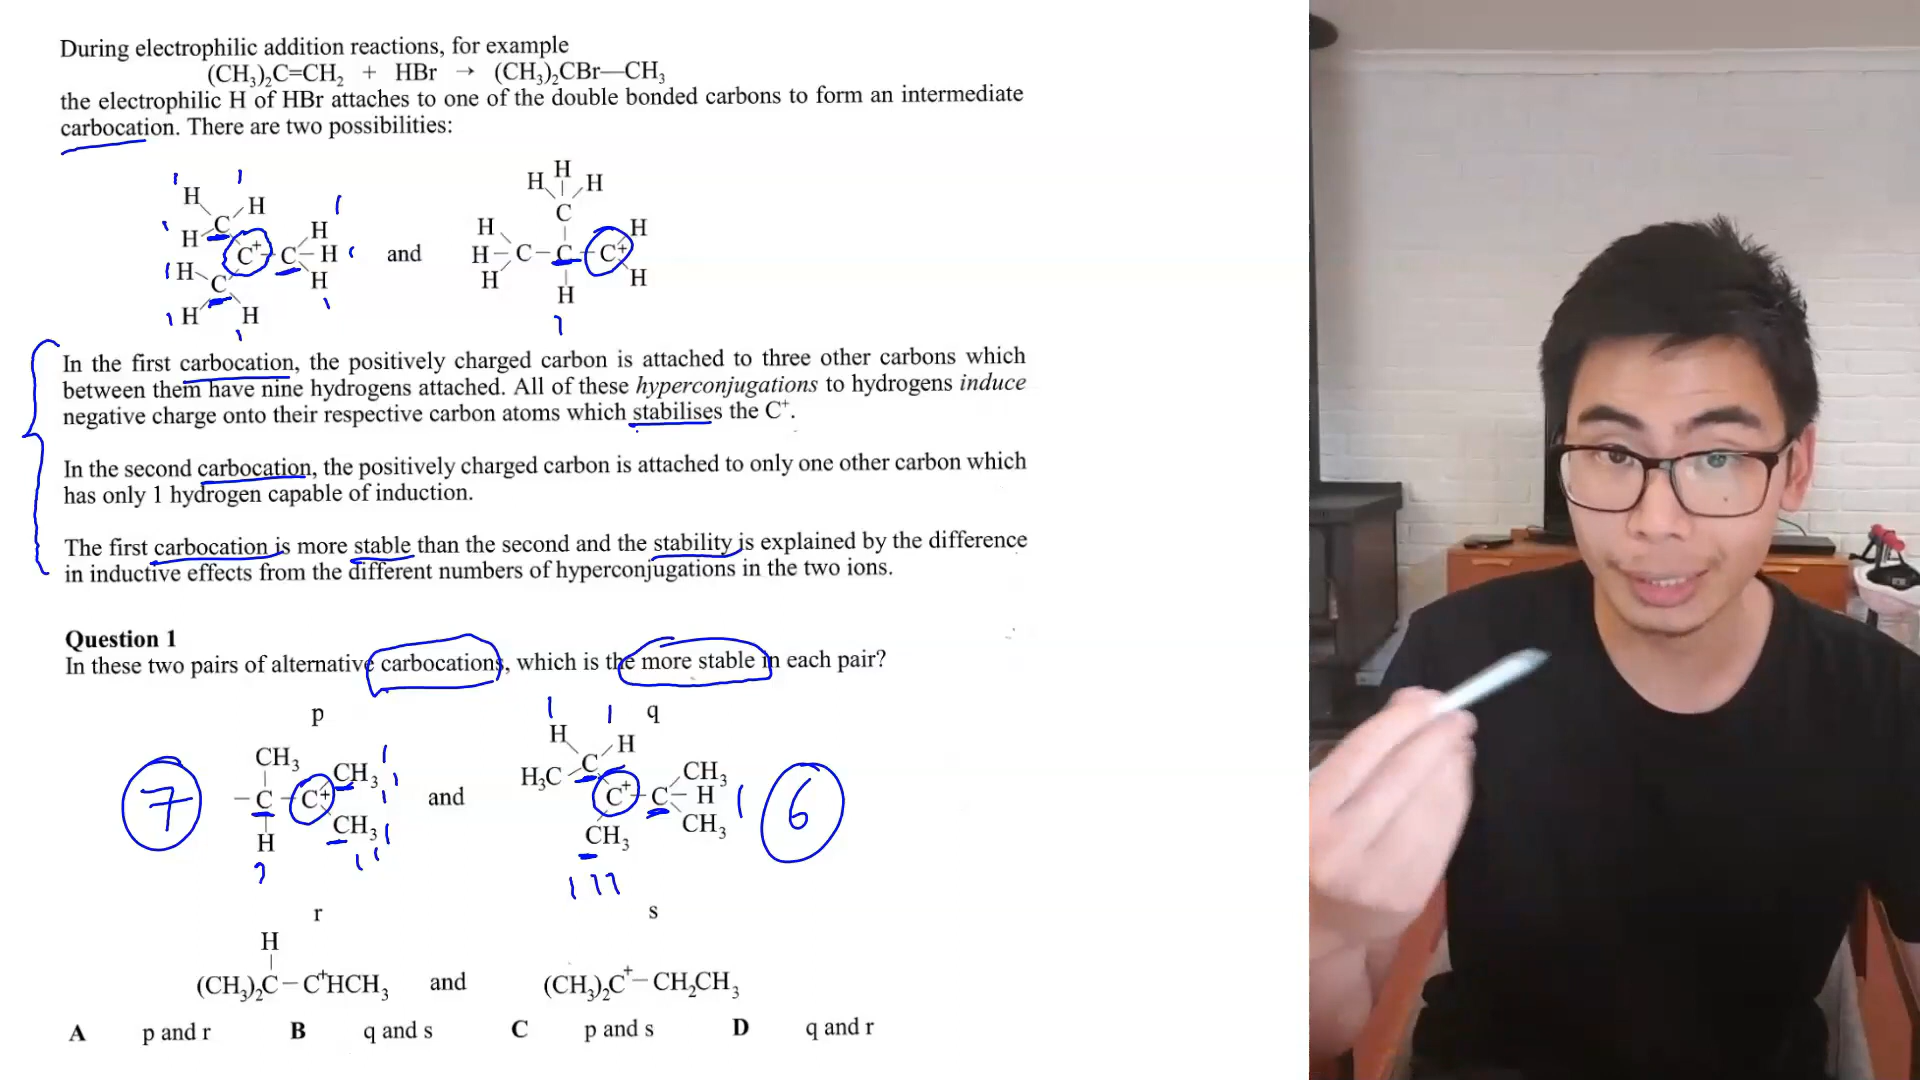 During electrophilic addition reactions, for example
(CH₃)₂C=CH₂ + HBr → (CH₃)₂CBr—CH₃
the electrophilic H of HBr attaches to one of the double bonded carbons to form an intermediate
carbocation. There are two possibilities:
H H H C H C⁺ C H H H C H H H
and
H H H C H H C C C⁺ H H H H
In the first carbocation, the positively charged carbon is attached to three other carbons which
between them have nine hydrogens attached. All of these hyperconjugations to hydrogens induce
negative charge onto their respective carbon atoms which stabilises the C⁺.
In the second carbocation, the positively charged carbon is attached to only one other carbon which
has only 1 hydrogen capable of induction.
The first carbocation is more stable than the second and the stability is explained by the difference
in inductive effects from the different numbers of hyperconjugations in the two ions.
Question 1
In these two pairs of alternative carbocations, which is the more stable in each pair?
p q
7
CH₃ CH₃ C C⁺ H CH₃
and
H H H₃C C C⁺ C CH₃ H CH₃ CH₃
6
r s
H
(CH₃)₂C – C⁺HCH₃ and (CH₃)₂C⁺– CH₂CH₃
A p and r B q and s C p and s D q and r